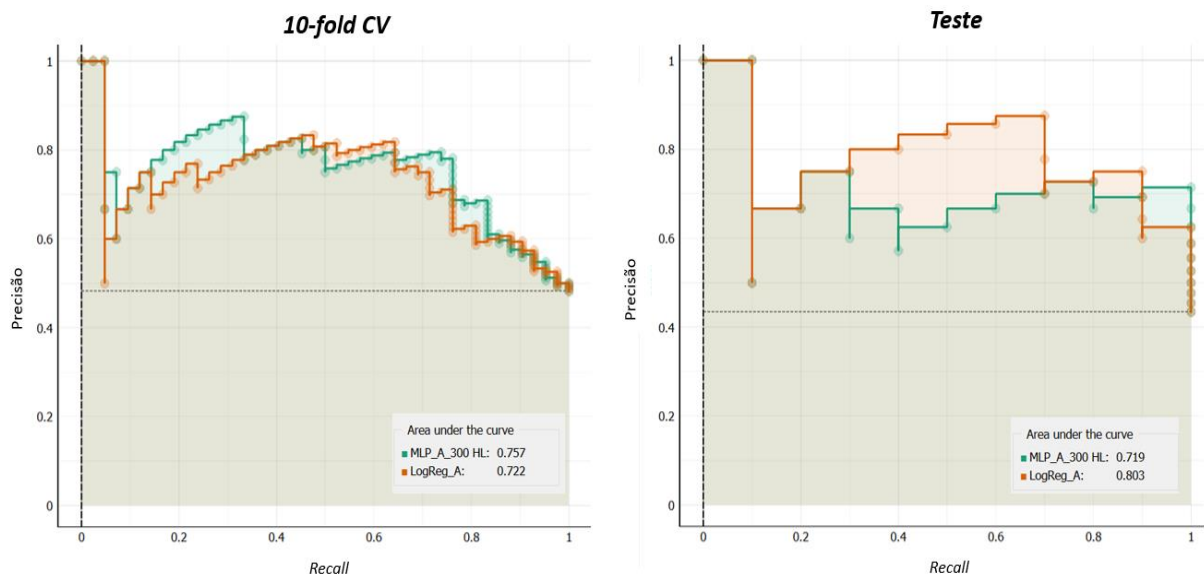 10-fold CV
Precisão
1
0.8
0.6
0.4
0.2
0
Area under the curve
MLP_A_300 HL: 0.757
LogReg_A: 0.722
0 0.2 0.4 0.6 0.8 1
Recall
Teste
Precisão
1
0.8
0.6
0.4
0.2
0
Area under the curve
MLP_A_300 HL: 0.719
LogReg_A: 0.803
0 0.2 0.4 0.6 0.8 1
Recall